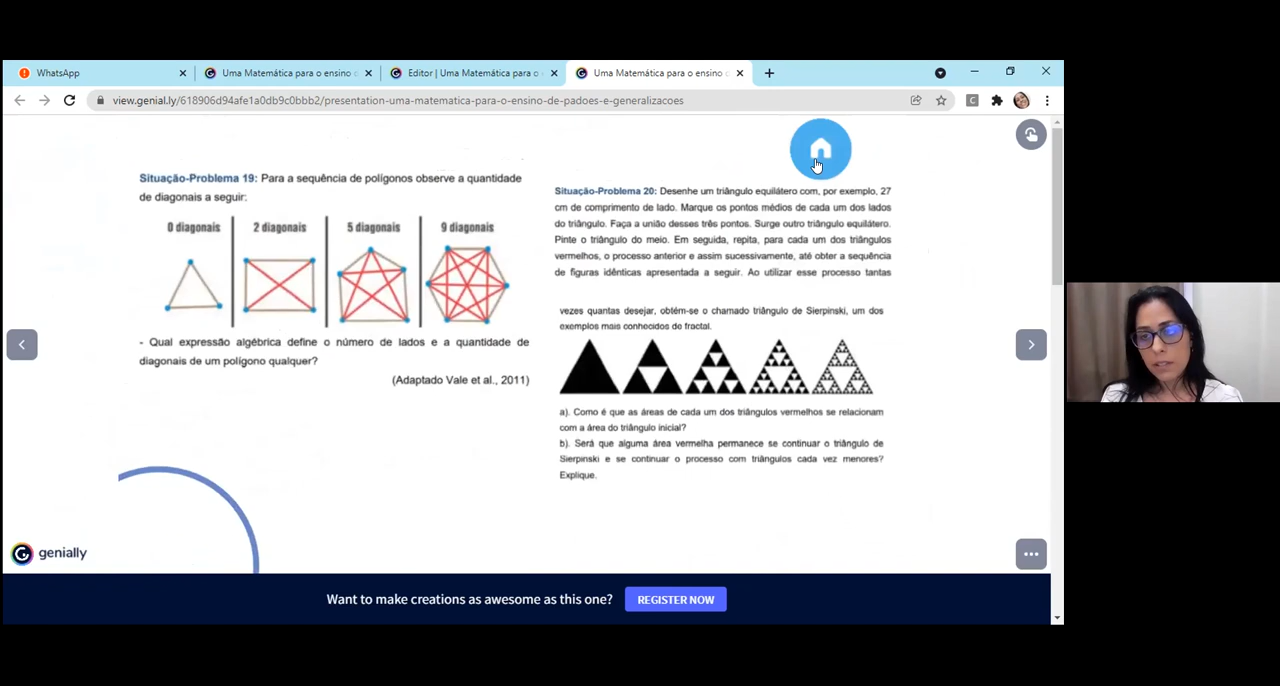 WhatsApp
Uma Matemática para o ensino d
Editor | Uma Matemática para o
Uma Matemática para o ensino d
view.genial.ly/618906d94afe1a0db9c0bbb2/presentation-uma-matematica-para-o-ensino-de-padoes-e-generalizacoes
C
Situação-Problema 19: Para a sequência de polígonos observe a quantidade
de diagonais a seguir:
0 diagonais
2 diagonais
5 diagonais
9 diagonais
- Qual expressão algébrica define o número de lados e a quantidade de
diagonais de um polígono qualquer?
(Adaptado Vale et al., 2011)
Situação-Problema 20: Desenhe um triângulo equilátero com, por exemplo, 27
cm de comprimento de lado. Marque os pontos médios de cada um dos lados
do triângulo. Faça a união desses três pontos. Surge outro triângulo equilátero.
Pinte o triângulo do meio. Em seguida, repita, para cada um dos triângulos
vermelhos, o processo anterior e assim sucessivamente, até obter a sequência
de figuras idênticas apresentada a seguir. Ao utilizar esse processo tantas
vezes quantas desejar, obtém-se o chamado triângulo de Sierpinski, um dos
exemplos mais conhecidos de fractal.
a). Como é que as áreas de cada um dos triângulos vermelhos se relacionam
com a área do triângulo inicial?
b). Será que alguma área vermelha permanece se continuar o triângulo de
Sierpinski e se continuar o processo com triângulos cada vez menores?
Explique.
genially
Want to make creations as awesome as this one?
REGISTER NOW